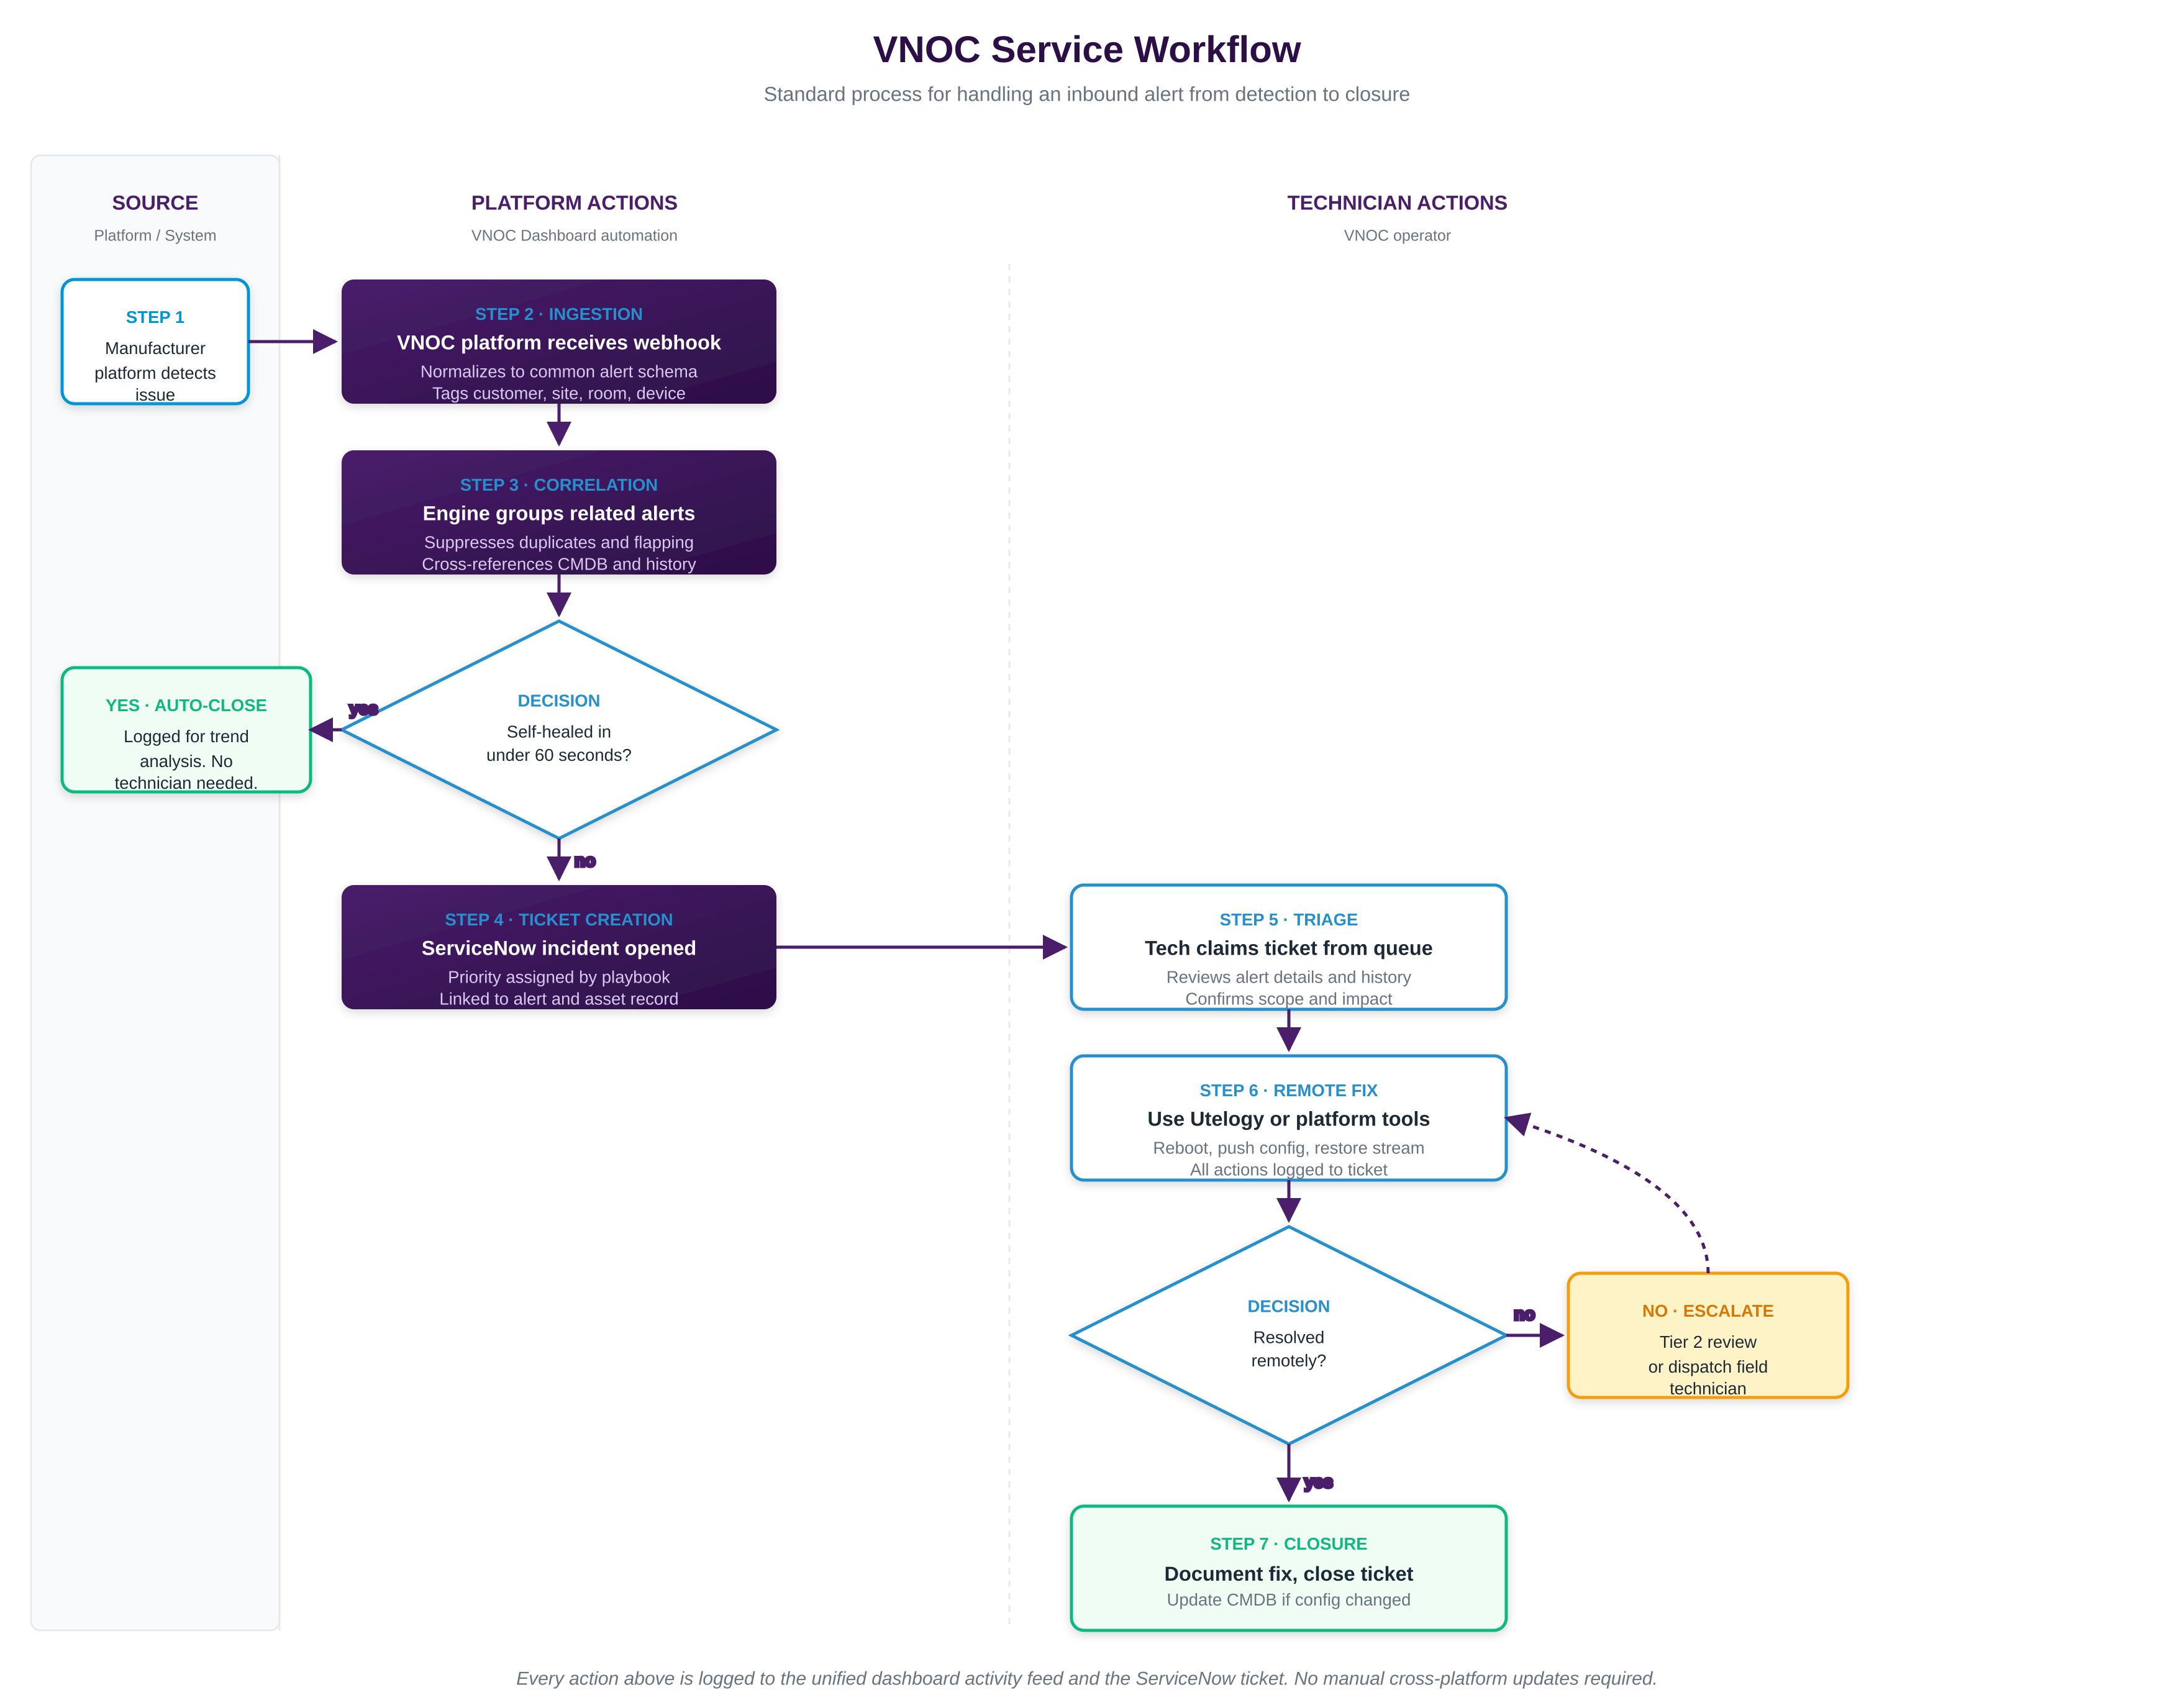 VNOC Service Workflow
Standard process for handling an inbound alert from detection to closure
SOURCE
Platform / System
PLATFORM ACTIONS
VNOC Dashboard automation
TECHNICIAN ACTIONS
VNOC operator
STEP 1
Manufacturer
platform detects
issue
STEP 2 · INGESTION
VNOC platform receives webhook
Normalizes to common alert schema
Tags customer, site, room, device
STEP 3 · CORRELATION
Engine groups related alerts
Suppresses duplicates and flapping
Cross-references CMDB and history
DECISION
Self-healed in
under 60 seconds?
yes
YES · AUTO-CLOSE
Logged for trend
analysis. No
technician needed.
no
STEP 4 · TICKET CREATION
ServiceNow incident opened
Priority assigned by playbook
Linked to alert and asset record
STEP 5 · TRIAGE
Tech claims ticket from queue
Reviews alert details and history
Confirms scope and impact
STEP 6 · REMOTE FIX
Use Utelogy or platform tools
Reboot, push config, restore stream
All actions logged to ticket
DECISION
Resolved
remotely?
no
NO · ESCALATE
Tier 2 review
or dispatch field
technician
yes
STEP 7 · CLOSURE
Document fix, close ticket
Update CMDB if config changed
Every action above is logged to the unified dashboard activity feed and the ServiceNow ticket. No manual cross-platform updates required.